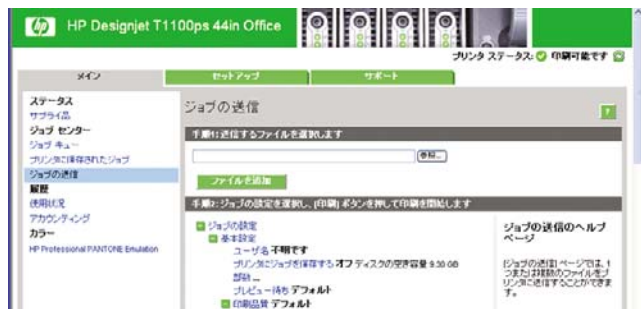 HP Designjet T1100ps 44in Office
プリンタ ステータス: 印刷可能です
メイン
セットアップ
サポート
ステータス
サプライ品
ジョブ センター
ジョブ キュー
プリンタに保存されたジョブ
ジョブの送信
履歴
使用状況
アカウンティング
カラー
HP Professional PANTONE Emulation
ジョブの送信
?
手順1: 送信するファイルを選択します
参照...
ファイルを追加
手順2: ジョブの設定を選択し、[印刷] ボタンを押して印刷を開始します
ジョブの設定
基本設定
ユーザ名 不明です
プリンタにジョブを保存する オフ ディスクの空き容量 9.30 GB
部数 ...
プレビュー待ち デフォルト
印刷品質 デフォルト
ジョブの送信のヘルプ
ページ
[ジョブの送信] ページでは、1
つまたは複数のファイルをプ
リンタに送信することができま
す。